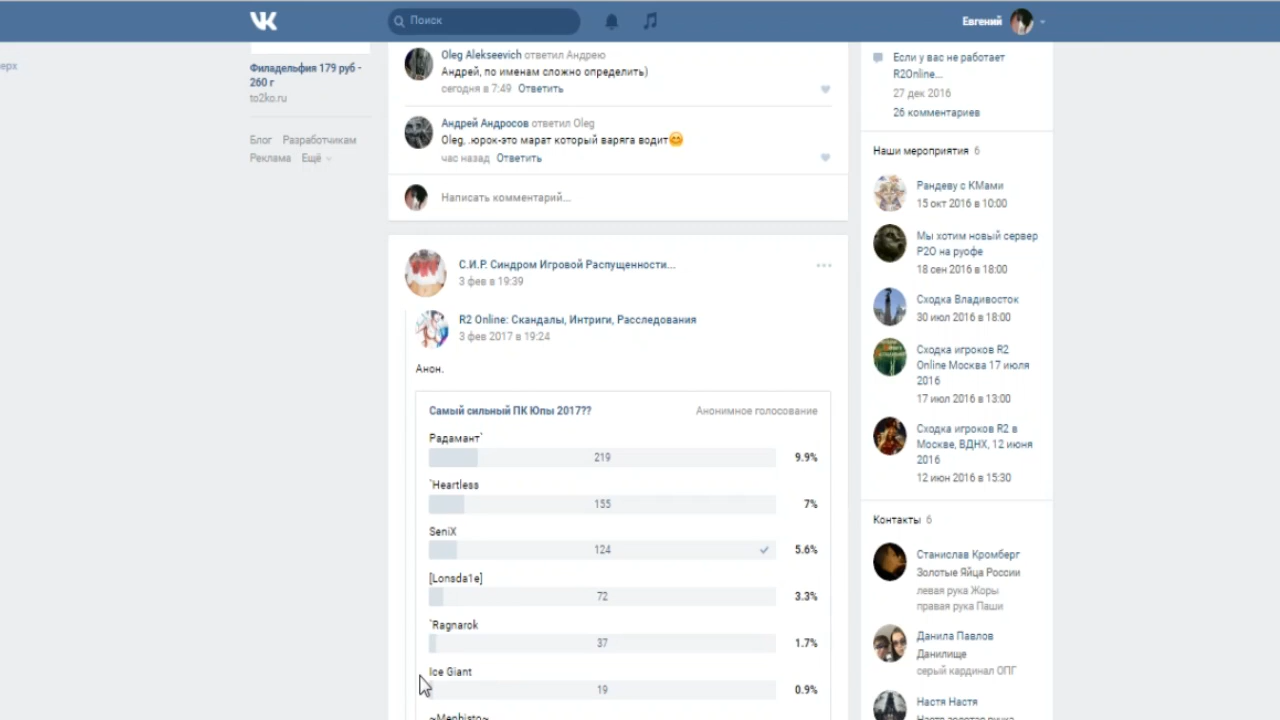 Поиск
Евгений
ерх
Филадельфия 179 руб -
260 г
to2ko.ru
Блог Разработчикам
Реклама Ещё
Oleg Alekseevich ответил Андрею
Андрей, по именам сложно определить)
сегодня в 7:49 Ответить
Андрей Андросов ответил Oleg
Oleg, .юрок-это марат который варяга водит😊
час назад Ответить
Написать комментарий...
С.И.Р. Синдром Игровой Распущенности...
3 фев в 19:39
R2 Online: Скандалы, Интриги, Расследования
3 фев 2017 в 19:24
Анон.
Самый сильный ПК Юпы 2017??
Анонимное голосование
Радамант`
219 9.9%
`Heartless
155 7%
SeniX
124 5.6%
[Lonsda1e]
72 3.3%
`Ragnarok
37 1.7%
Ice Giant
19 0.9%
~Mephisto~
Если у вас не работает
R2Online...
27 дек 2016
26 комментариев
Наши мероприятия 6
Рандеву с КМами
15 окт 2016 в 10:00
Мы хотим новый сервер
Р2О на руофе
18 сен 2016 в 18:00
Сходка Владивосток
30 июл 2016 в 18:00
Сходка игроков R2
Online Москва 17 июля
2016
17 июл 2016 в 13:00
Сходка игроков R2 в
Москве, ВДНХ, 12 июня
2016
12 июн 2016 в 15:30
Контакты 6
Станислав Кромберг
Золотые Яйца России
левая рука Жоры
правая рука Паши
Данила Павлов
Данилище
серый кардинал ОПГ
Настя Настя
Настя золотая ручка